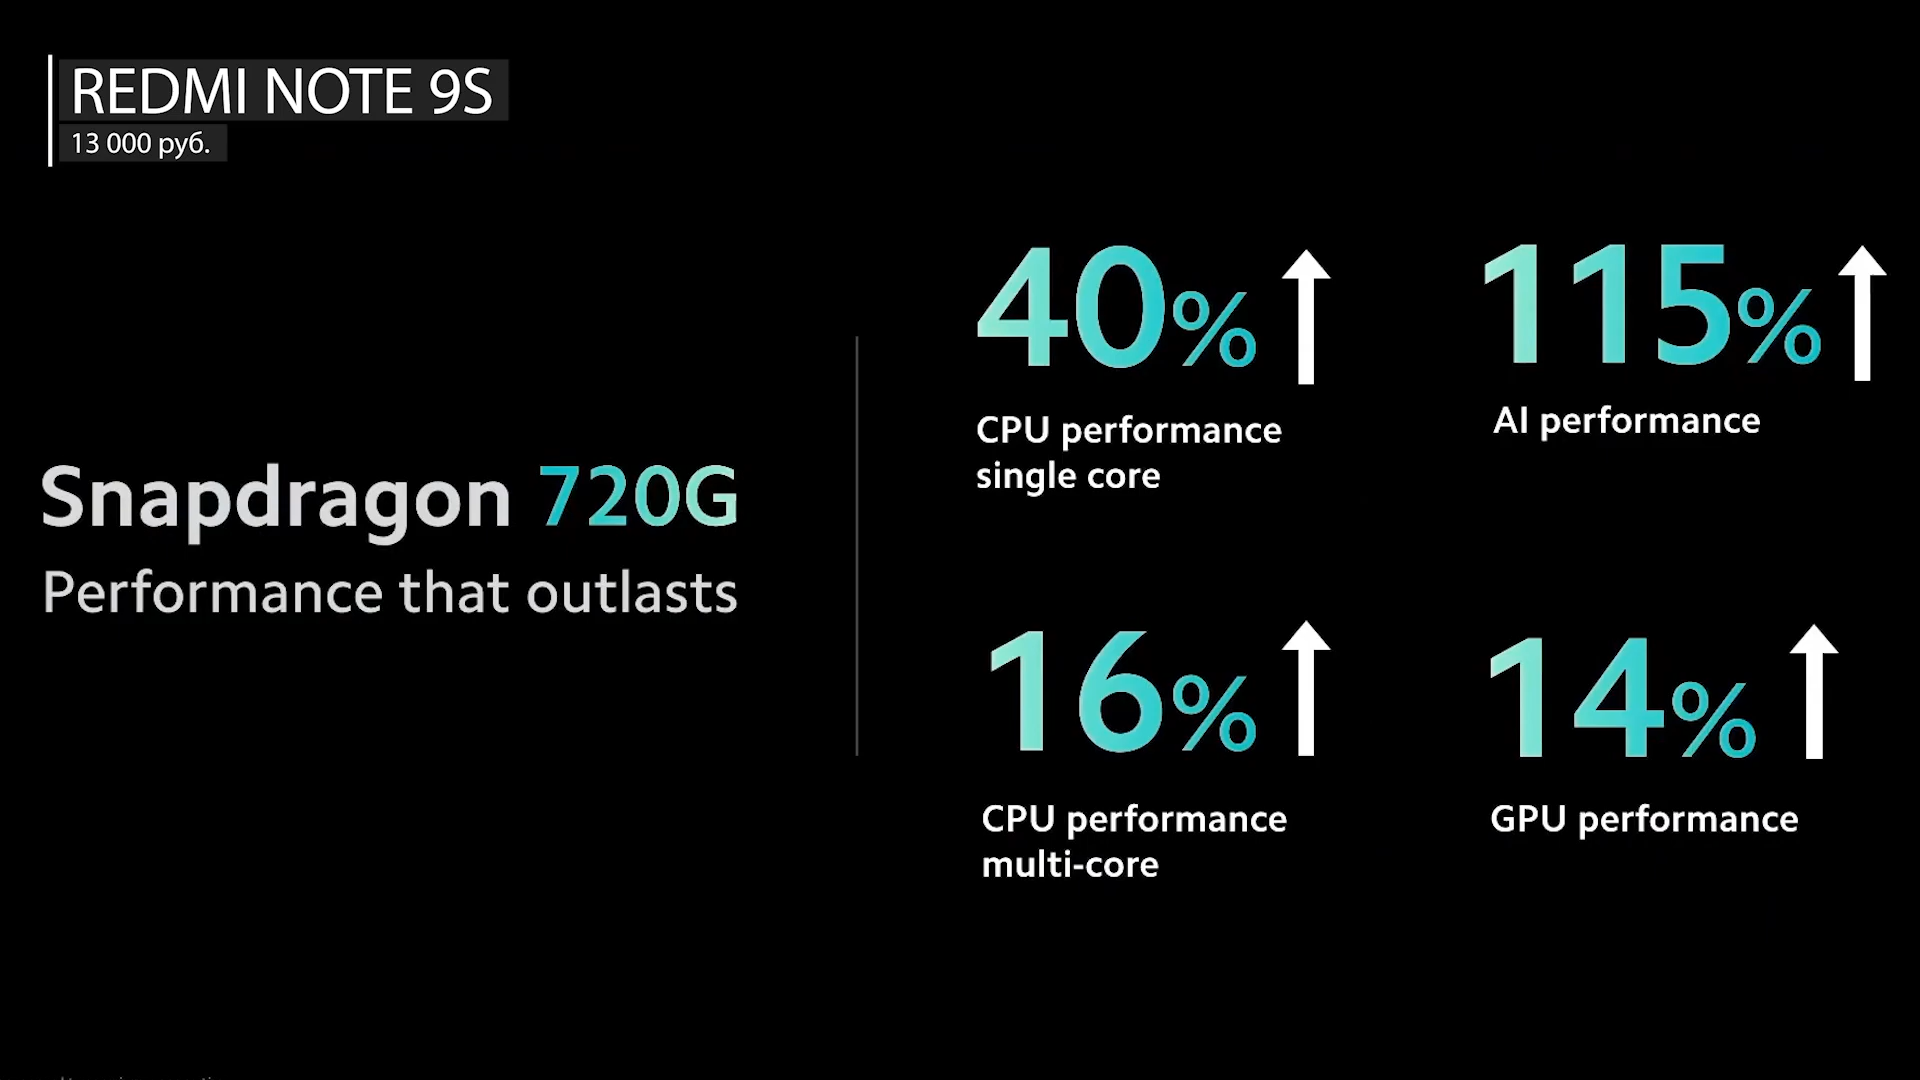 REDMI NOTE 9S
13 000 руб.
Snapdragon 720G
Performance that outlasts
40%
CPU performance
single core
115%
AI performance
16%
CPU performance
multi-core
14%
GPU performance